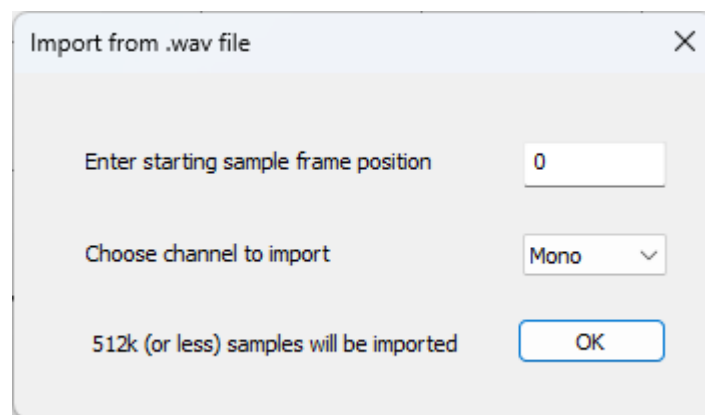 Import from .wav file
Enter starting sample frame position 0
Choose channel to import Mono
512k (or less) samples will be imported OK